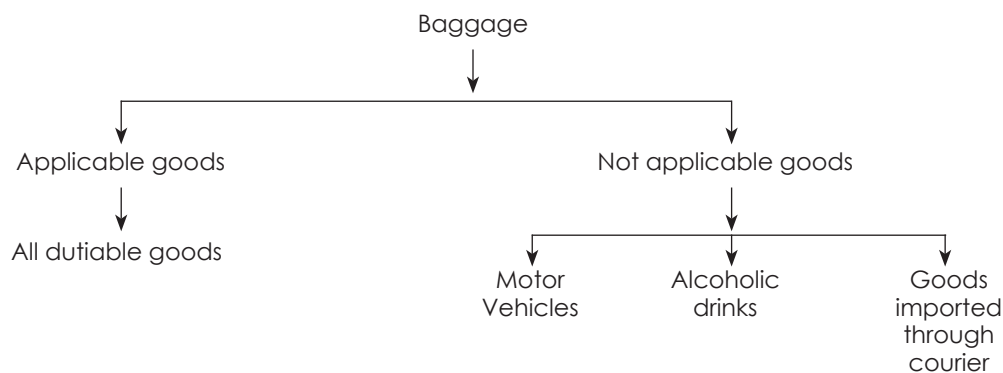 Baggage
Applicable goods
Not applicable goods
All dutiable goods
Motor
Vehicles
Alcoholic
drinks
Goods
imported
through
courier